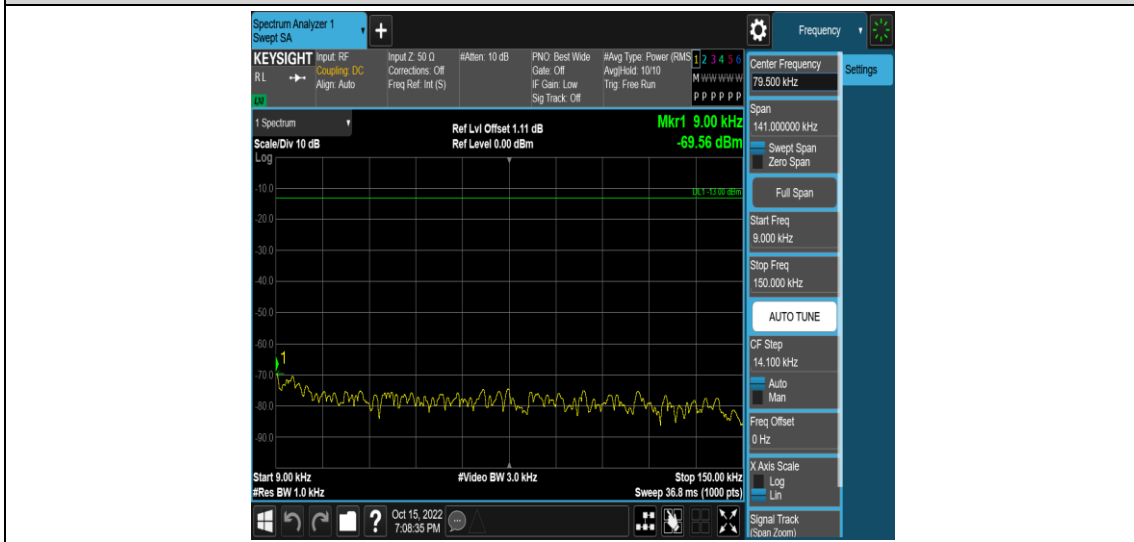 Spectrum Analyzer 1
Swept SA
+
Frequency
KEYSIGHT
Input: RF
Input Z: 50 Ω
#Atten: 10 dB
PNO: Best Wide
#Avg Type: Power (RMS
1 2 3 4 5 6
RL
Coupling: DC
Corrections: Off
Gate: Off
Avg|Hold: 10/10
M W W W W W
Align: Auto
Freq Ref: Int (S)
IF Gain: Low
Trig: Free Run
Sig Track: Off
P P P P P P
Center Frequency
79.500 kHz
Settings
Span
141.000000 kHz
Swept Span
Zero Span
Full Span
Start Freq
9.000 kHz
Stop Freq
150.000 kHz
AUTO TUNE
CF Step
14.100 kHz
Auto
Man
Freq Offset
0 Hz
X Axis Scale
Log
Lin
Signal Track
(Span Zoom)
1 Spectrum
Ref Lvl Offset 1.11 dB
Mkr1 9.00 kHz
Scale/Div 10 dB
Ref Level 0.00 dBm
-69.56 dBm
Log
-10.0
DL1 -13.00 dBm
-20.0
-30.0
-40.0
-50.0
-60.0
1
-70.0
-80.0
-90.0
Start 9.00 kHz
#Video BW 3.0 kHz
Stop 150.00 kHz
#Res BW 1.0 kHz
Sweep 36.8 ms (1000 pts)
?
Oct 15, 2022
7:08:35 PM